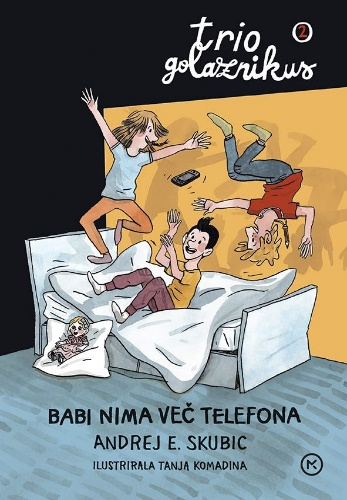 trio
2
golaznikus
BABI NIMA VEČ TELEFONA
ANDREJ E. SKUBIC
ILUSTRIRALA TANJA KOMADINA
M